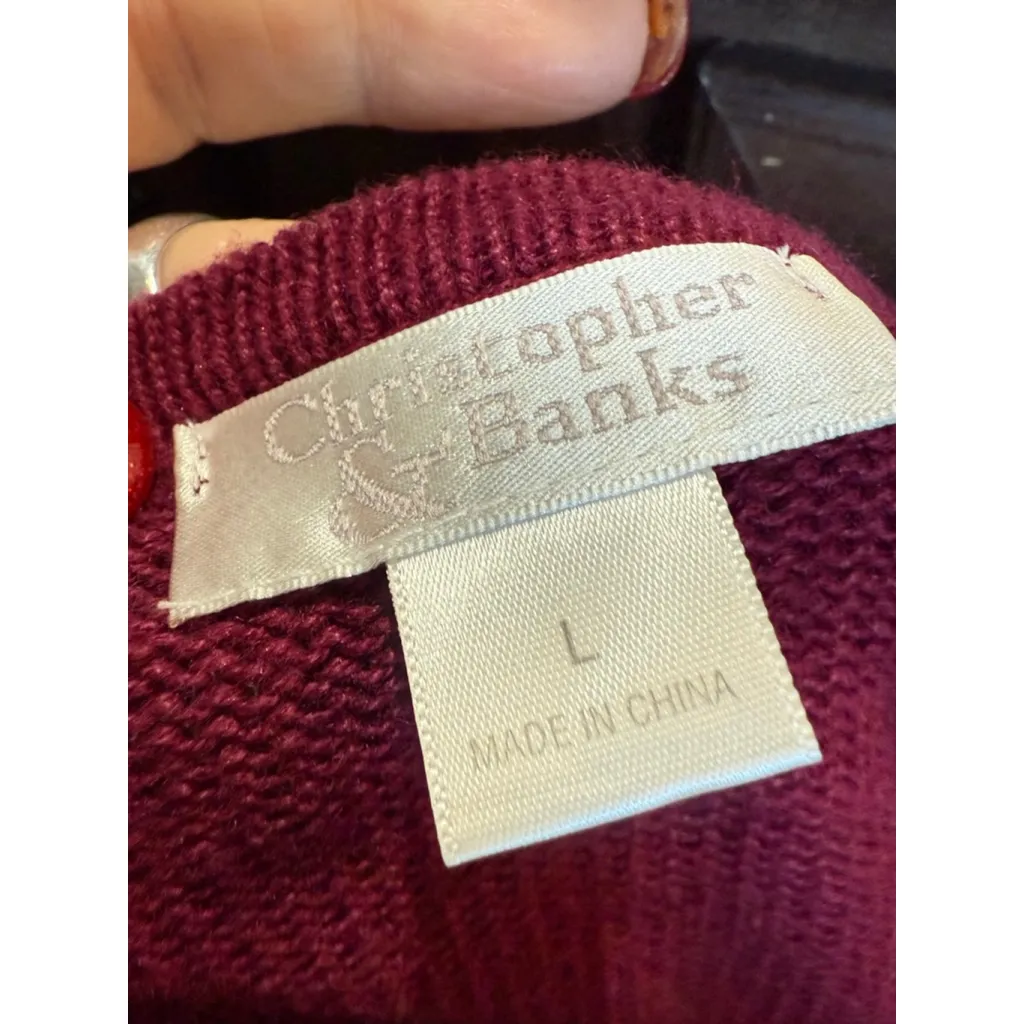 Christopher
& Banks
L
MADE IN CHINA